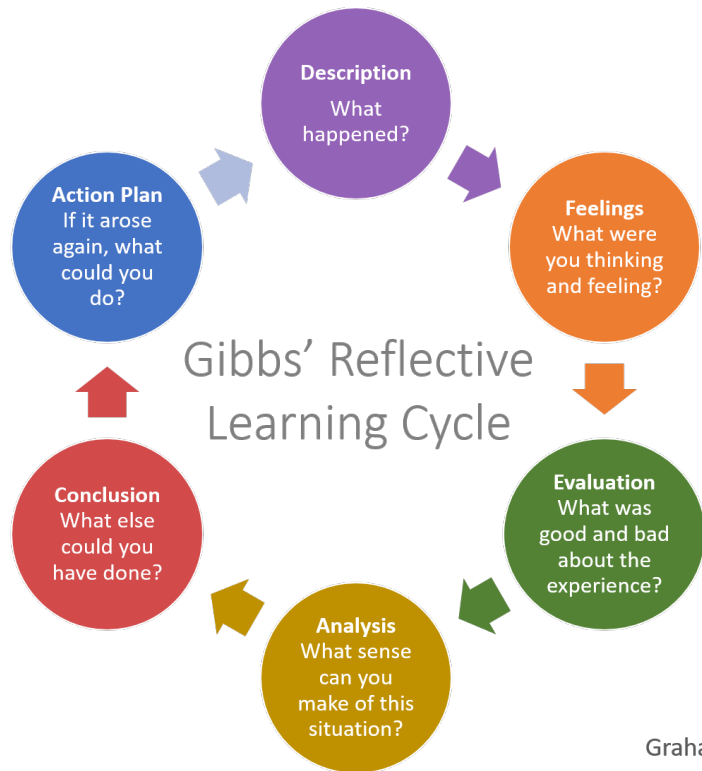 Description
What
happened?
Feelings
What were
you thinking
and feeling?
Evaluation
What was
good and bad
about the
experience?
Analysis
What sense
can you
make of this
situation?
Conclusion
What else
could you
have done?
Action Plan
If it arose
again, what
could you
do?
Gibbs’ Reflective
Learning Cycle